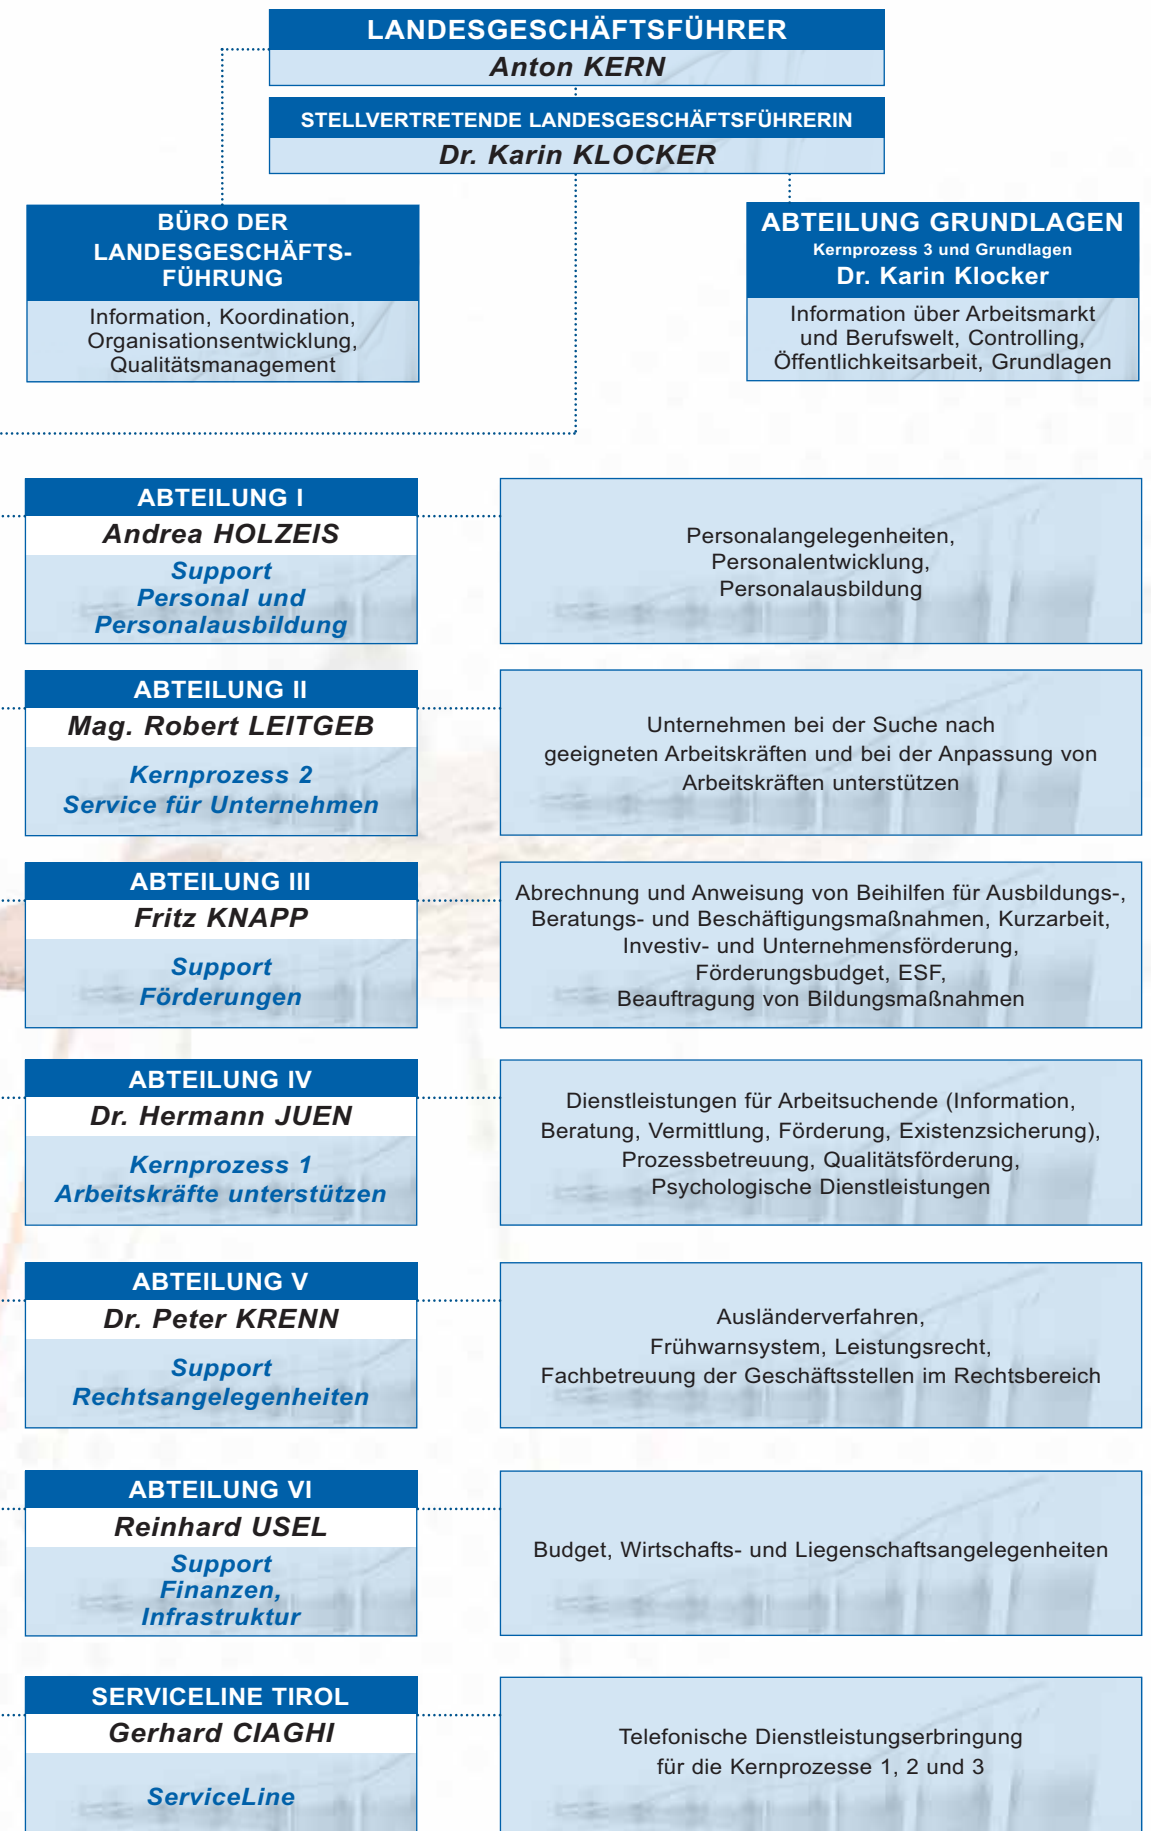 LANDESGESCHÄFTSFÜHRER
Anton KERN
STELLVERTRETENDE LANDESGESCHÄFTSFÜHRERIN
Dr. Karin KLOCKER
BÜRO DER
LANDESGESCHÄFTS-
FÜHRUNG
Information, Koordination,
Organisationsentwicklung,
Qualitätsmanagement
ABTEILUNG GRUNDLAGEN
Kernprozess 3 und Grundlagen
Dr. Karin Klocker
Information über Arbeitsmarkt
und Berufswelt, Controlling,
Öffentlichkeitsarbeit, Grundlagen
ABTEILUNG I
Andrea HOLZEIS
Support
Personal und
Personalausbildung
Personalangelegenheiten,
Personalentwicklung,
Personalausbildung
ABTEILUNG II
Mag. Robert LEITGEB
Kernprozess 2
Service für Unternehmen
Unternehmen bei der Suche nach
geeigneten Arbeitskräften und bei der Anpassung von
Arbeitskräften unterstützen
ABTEILUNG III
Fritz KNAPP
Support
Förderungen
Abrechnung und Anweisung von Beihilfen für Ausbildungs-,
Beratungs- und Beschäftigungsmaßnahmen, Kurzarbeit,
Investiv- und Unternehmensförderung,
Förderungsbudget, ESF,
Beauftragung von Bildungsmaßnahmen
ABTEILUNG IV
Dr. Hermann JUEN
Kernprozess 1
Arbeitskräfte unterstützen
Dienstleistungen für Arbeitsuchende (Information,
Beratung, Vermittlung, Förderung, Existenzsicherung),
Prozessbetreuung, Qualitätsförderung,
Psychologische Dienstleistungen
ABTEILUNG V
Dr. Peter KRENN
Support
Rechtsangelegenheiten
Ausländerverfahren,
Frühwarnsystem, Leistungsrecht,
Fachbetreuung der Geschäftsstellen im Rechtsbereich
ABTEILUNG VI
Reinhard USEL
Support
Finanzen,
Infrastruktur
Budget, Wirtschafts- und Liegenschaftsangelegenheiten
SERVICELINE TIROL
Gerhard CIAGHI
ServiceLine
Telefonische Dienstleistungserbringung
für die Kernprozesse 1, 2 und 3